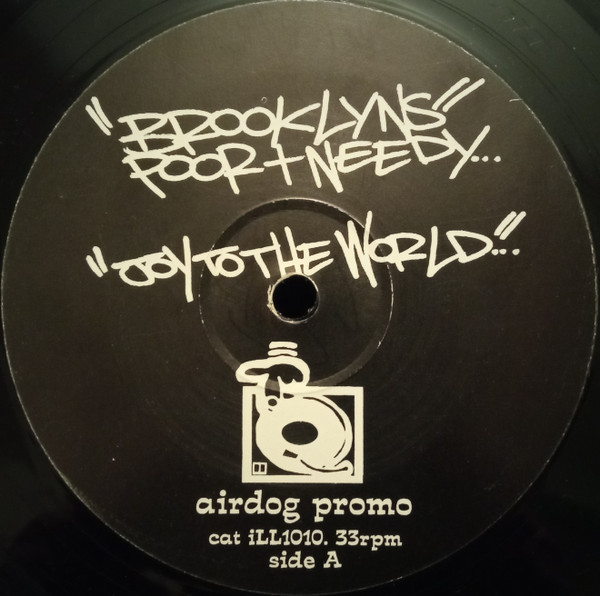 "BROOKLYNS"
POOR + NEEDY...
"JOY TO THE WORLD"...
airdog promo
cat iLL1010. 33rpm
side A